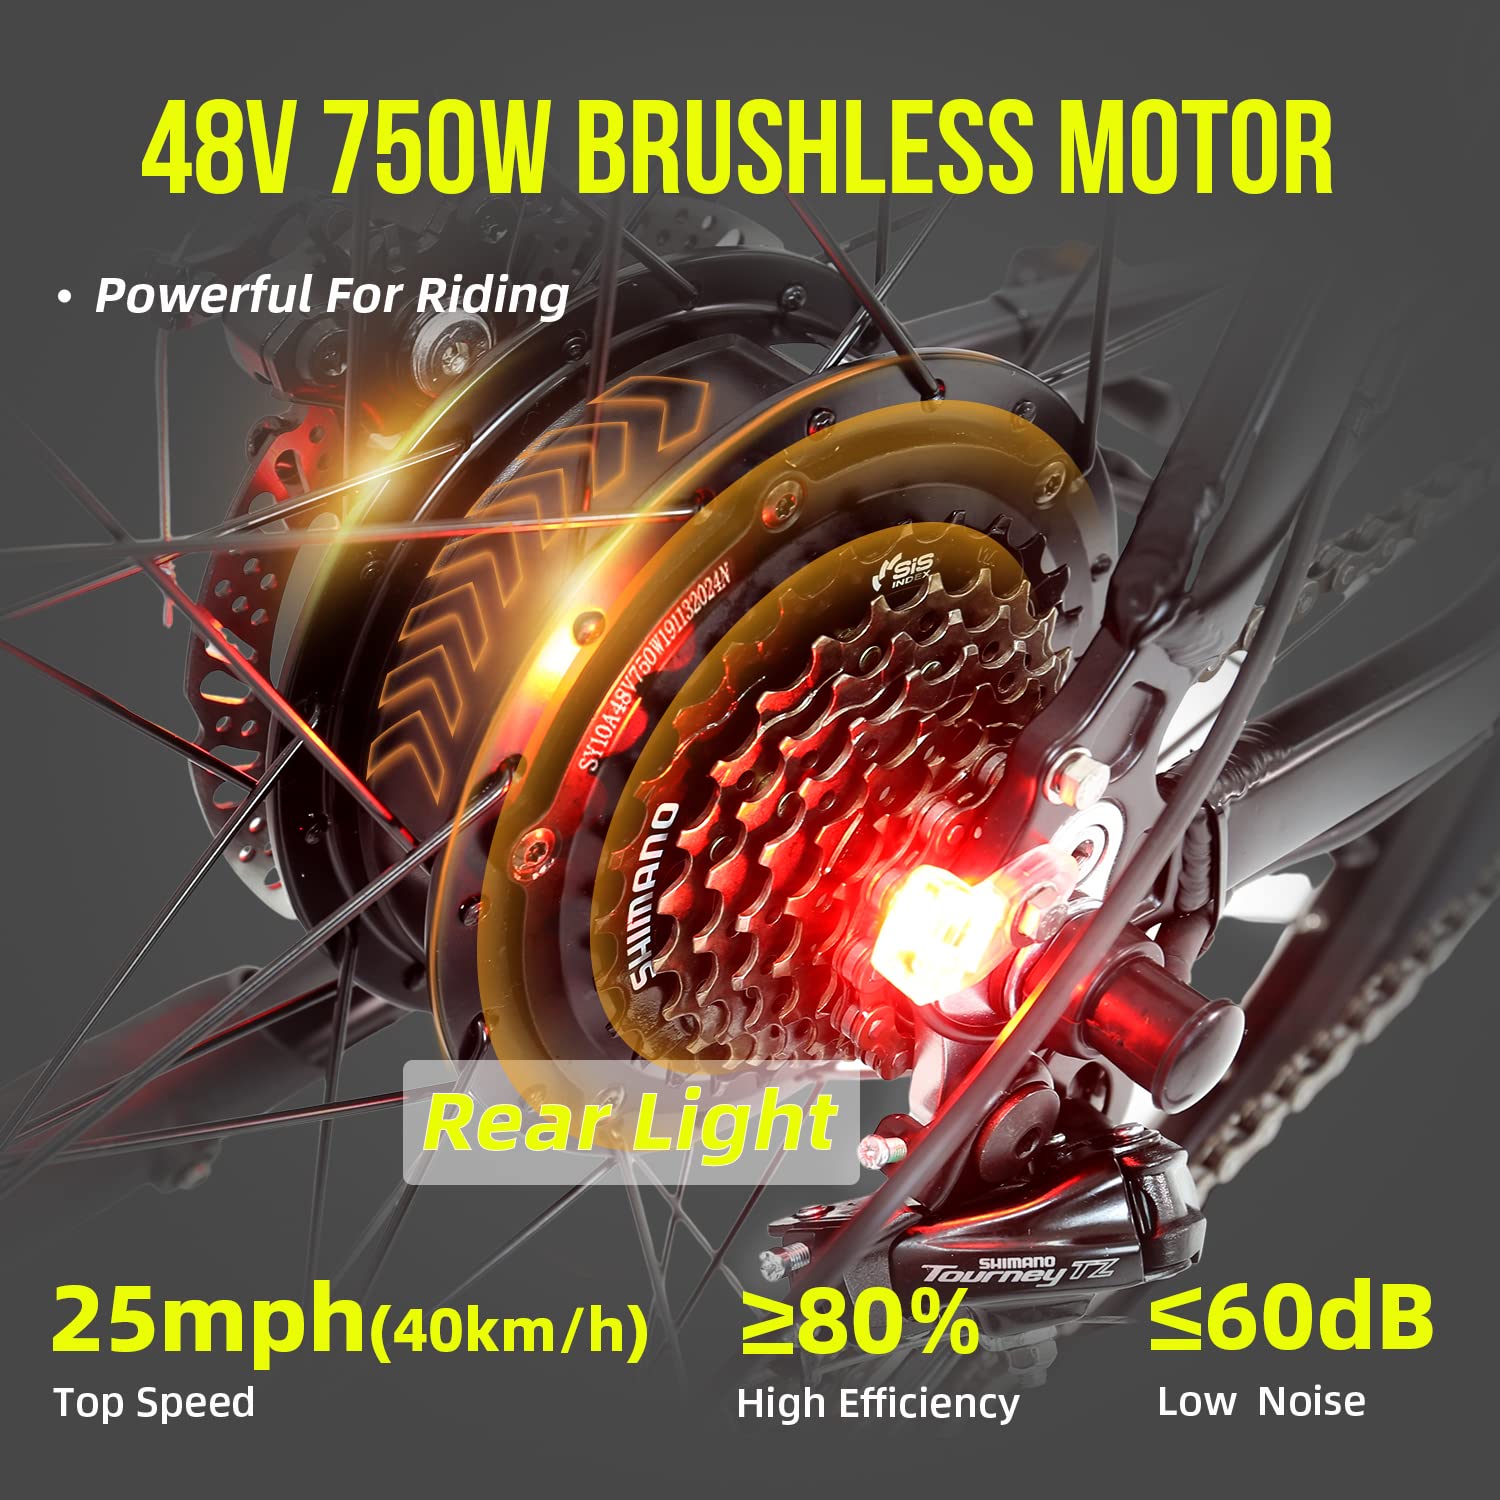 48V 750W BRUSHLESS MOTOR
• Powerful For Riding
SiS
INDEX
SY10A48V750W191132024N
SHIMANO
Rear Light
SHIMANO
Tourney TZ
25mph(40km/h)
Top Speed
≥80%
High Efficiency
≤60dB
Low Noise